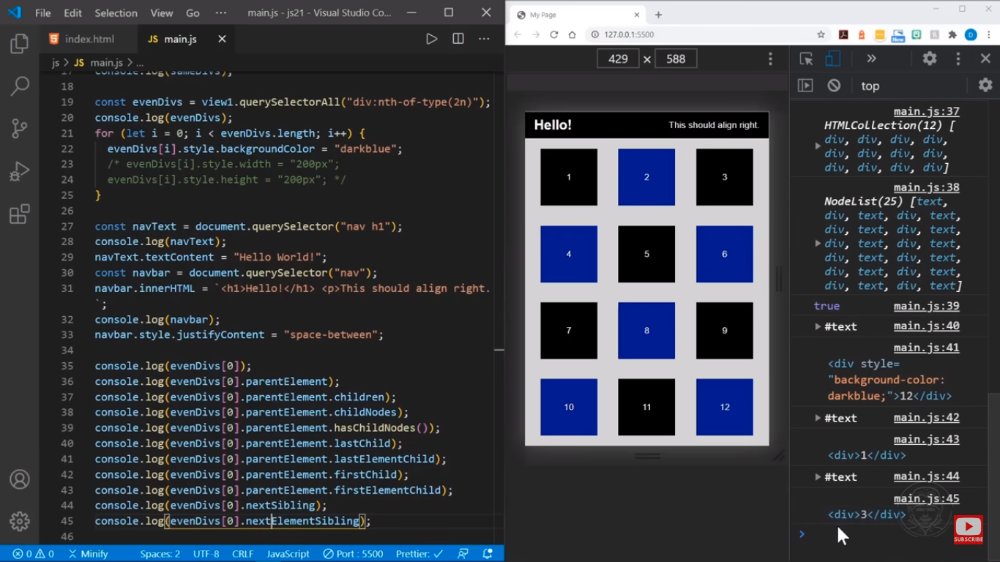 File Edit Selection View Go ··· main.js - js21 - Visual Studio Co...
index.html JS main.js
js > JS main.js > ...
17 console.log(sameDivs);
18
19 const evenDivs = view1.querySelectorAll("div:nth-of-type(2n)");
20 console.log(evenDivs);
21 for (let i = 0; i < evenDivs.length; i++) {
22 evenDivs[i].style.backgroundColor = "darkblue";
23 /* evenDivs[i].style.width = "200px";
24 evenDivs[i].style.height = "200px"; */
25 }
26
27 const navText = document.querySelector("nav h1");
28 console.log(navText);
29 navText.textContent = "Hello World!";
30 const navbar = document.querySelector("nav");
31 navbar.innerHTML = `<h1>Hello!</h1> <p>This should align right.
`;
32 console.log(navbar);
33 navbar.style.justifyContent = "space-between";
34
35 console.log(evenDivs[0]);
36 console.log(evenDivs[0].parentElement);
37 console.log(evenDivs[0].parentElement.children);
38 console.log(evenDivs[0].parentElement.childNodes);
39 console.log(evenDivs[0].parentElement.hasChildNodes());
40 console.log(evenDivs[0].parentElement.lastChild);
41 console.log(evenDivs[0].parentElement.lastElementChild);
42 console.log(evenDivs[0].parentElement.firstChild);
43 console.log(evenDivs[0].parentElement.firstElementChild);
44 console.log(evenDivs[0].nextSibling);
45 console.log(evenDivs[0].nextElementSibling);
46
0 0 Minify Spaces: 2 UTF-8 CRLF JavaScript Port : 5500 Prettier:
My Page
127.0.0.1:5500
New
D
429 × 588
Hello! This should align right.
1 2 3
4 5 6
7 8 9
10 11 12
top
main.js:37
HTMLCollection(12) [
div, div, div, div,
div, div, div, div,
div, div, div, div]
main.js:38
NodeList(25) [text,
div, text, div, text,
div, text, div, text,
div, text, div, text,
div, text, div, text,
div, text, div, text,
div, text, div, text]
true main.js:39
#text main.js:40
main.js:41
<div style=
"background-color:
darkblue;">12</div>
#text main.js:42
main.js:43
<div>1</div>
#text main.js:44
main.js:45
<div>3</div>
SUBSCRIBE